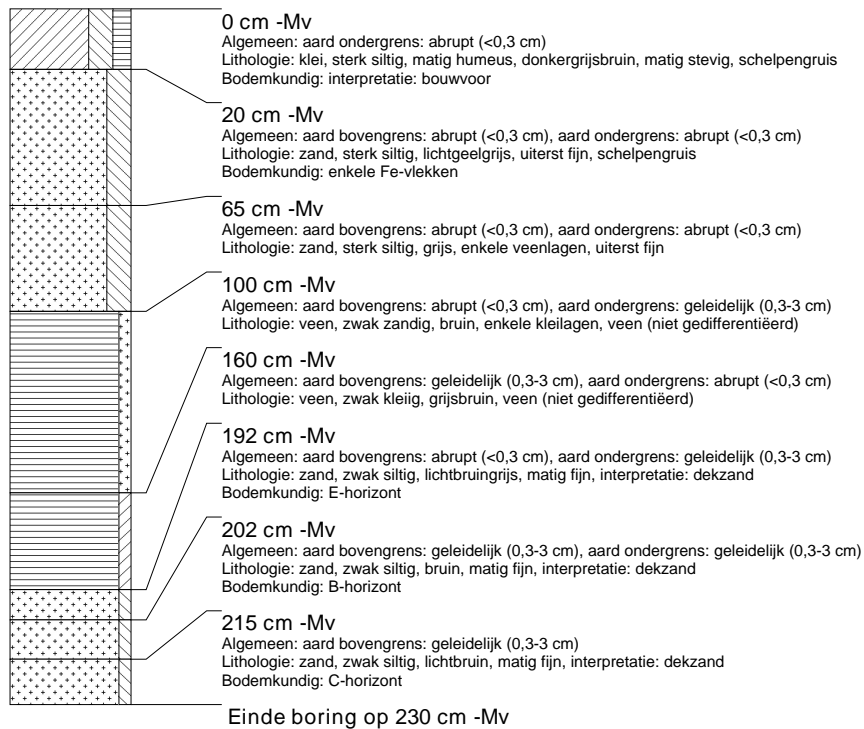 0 cm -Mv
Algemeen: aard ondergrens: abrupt (<0,3 cm)
Lithologie: klei, sterk siltig, matig humeus, donkergrijsbruin, matig stevig, schelpengruis
Bodemkundig: interpretatie: bouwvoor
20 cm -Mv
Algemeen: aard bovengrens: abrupt (<0,3 cm), aard ondergrens: abrupt (<0,3 cm)
Lithologie: zand, sterk siltig, lichtgeelgrijs, uiterst fijn, schelpengruis
Bodemkundig: enkele Fe-vlekken
65 cm -Mv
Algemeen: aard bovengrens: abrupt (<0,3 cm), aard ondergrens: abrupt (<0,3 cm)
Lithologie: zand, sterk siltig, grijs, enkele veenlagen, uiterst fijn
100 cm -Mv
Algemeen: aard bovengrens: abrupt (<0,3 cm), aard ondergrens: geleidelijk (0,3-3 cm)
Lithologie: veen, zwak zandig, bruin, enkele kleilagen, veen (niet gedifferentiëerd)
160 cm -Mv
Algemeen: aard bovengrens: geleidelijk (0,3-3 cm), aard ondergrens: abrupt (<0,3 cm)
Lithologie: veen, zwak kleiig, grijsbruin, veen (niet gedifferentiëerd)
192 cm -Mv
Algemeen: aard bovengrens: abrupt (<0,3 cm), aard ondergrens: geleidelijk (0,3-3 cm)
Lithologie: zand, zwak siltig, lichtbruingrijs, matig fijn, interpretatie: dekzand
Bodemkundig: E-horizont
202 cm -Mv
Algemeen: aard bovengrens: geleidelijk (0,3-3 cm), aard ondergrens: geleidelijk (0,3-3 cm)
Lithologie: zand, zwak siltig, bruin, matig fijn, interpretatie: dekzand
Bodemkundig: B-horizont
215 cm -Mv
Algemeen: aard bovengrens: geleidelijk (0,3-3 cm)
Lithologie: zand, zwak siltig, lichtbruin, matig fijn, interpretatie: dekzand
Bodemkundig: C-horizont
Einde boring op 230 cm -Mv